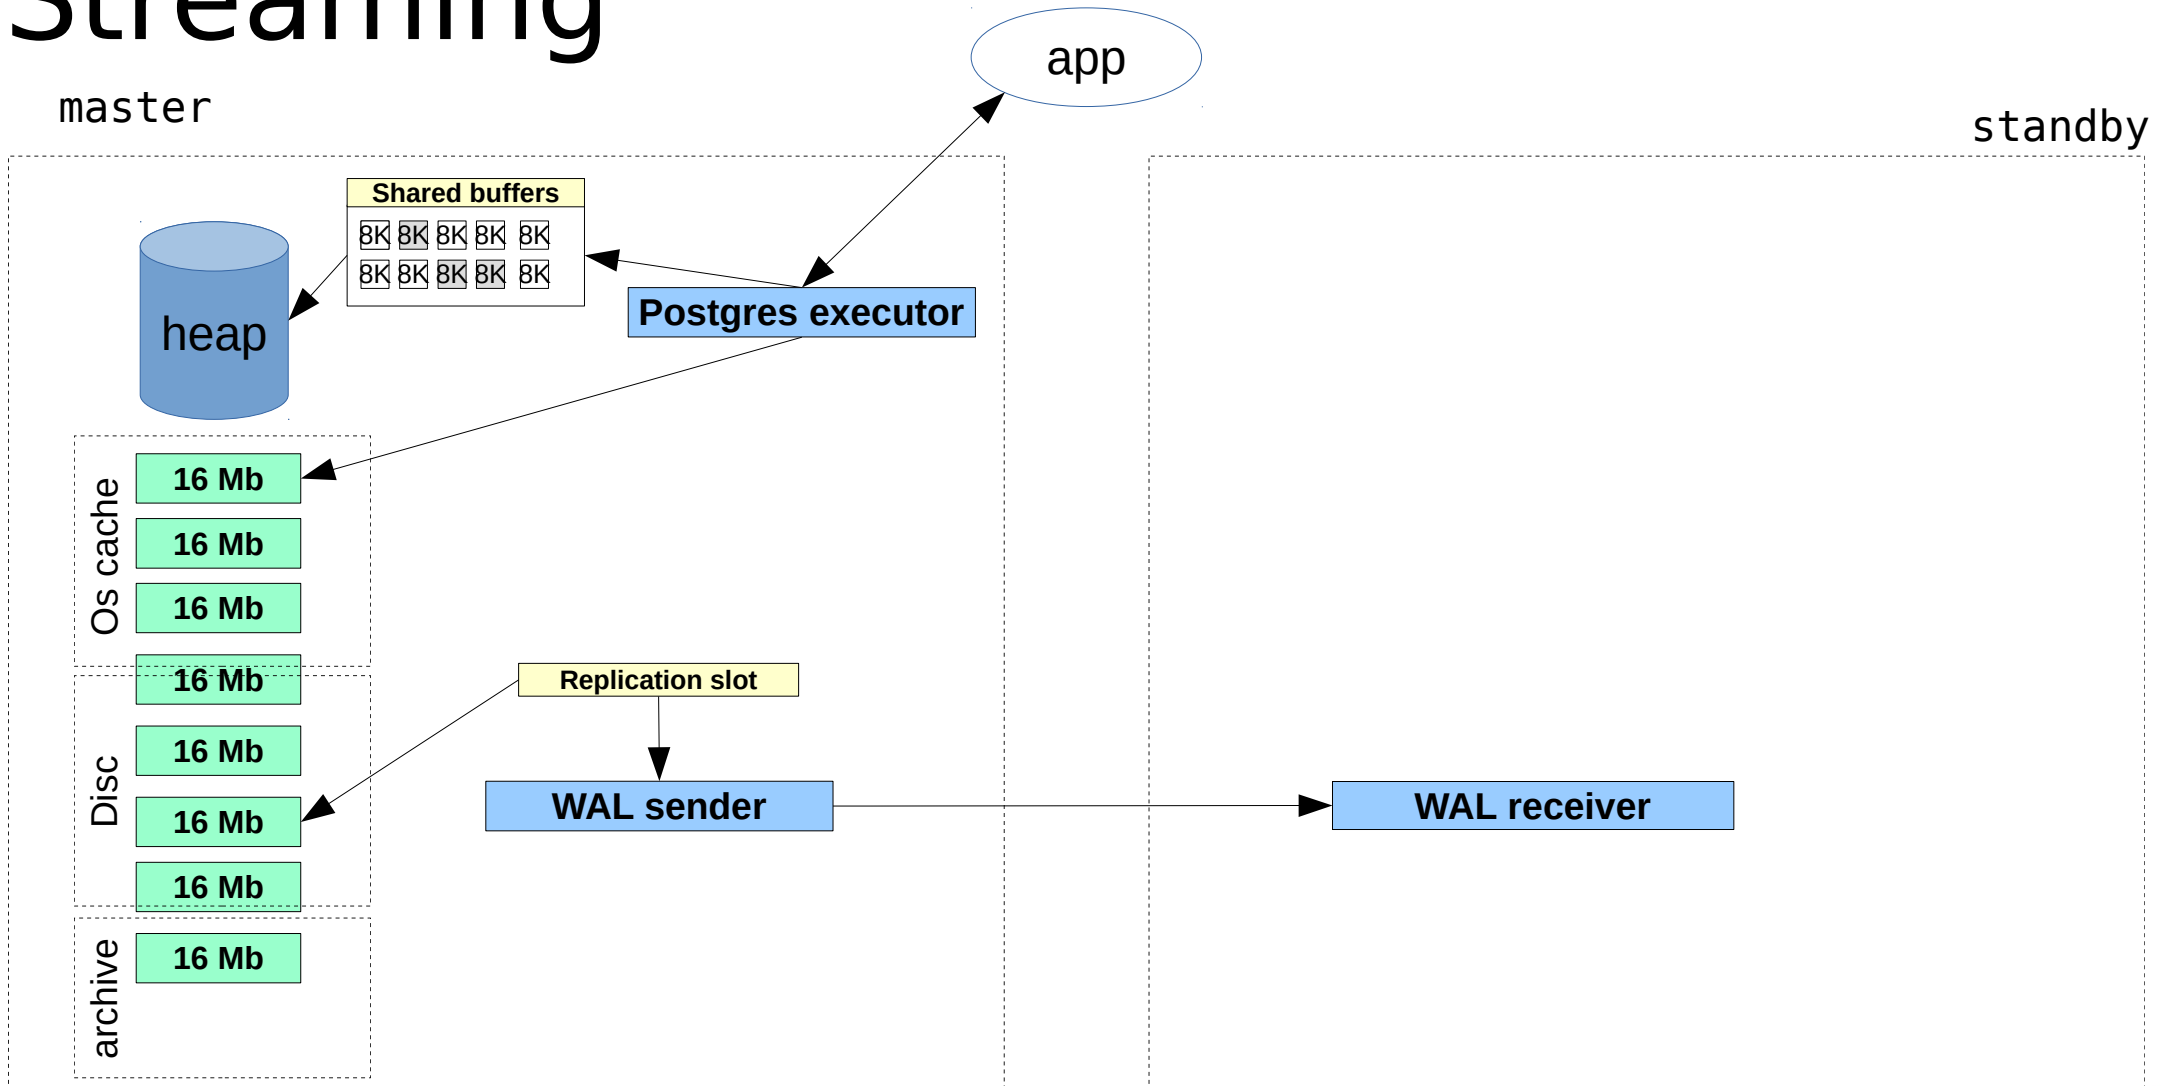 Streaming
app
master
standby
Shared buffers
8K 8K 8K 8K 8K
8K 8K 8K 8K 8K
Postgres executor
heap
Os cache
16 Mb
16 Mb
16 Mb
16 Mb
Replication slot
Disc
16 Mb
16 Mb
16 Mb
WAL sender
WAL receiver
archive
16 Mb